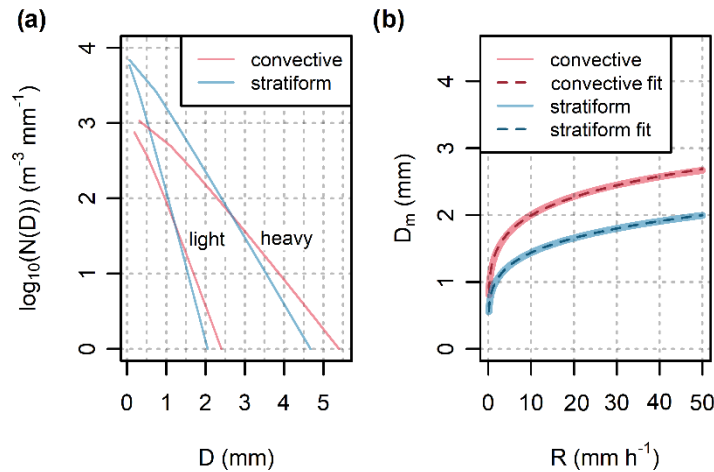 (a)
convective
stratiform
light
heavy
0
1
2
3
4
log10(N(D)) (m⁻³ mm⁻¹)
0
1
2
3
4
5
D (mm)
(b)
convective
convective fit
stratiform
stratiform fit
0
1
2
3
4
Dm (mm)
0
10
20
30
40
50
R (mm h⁻¹)